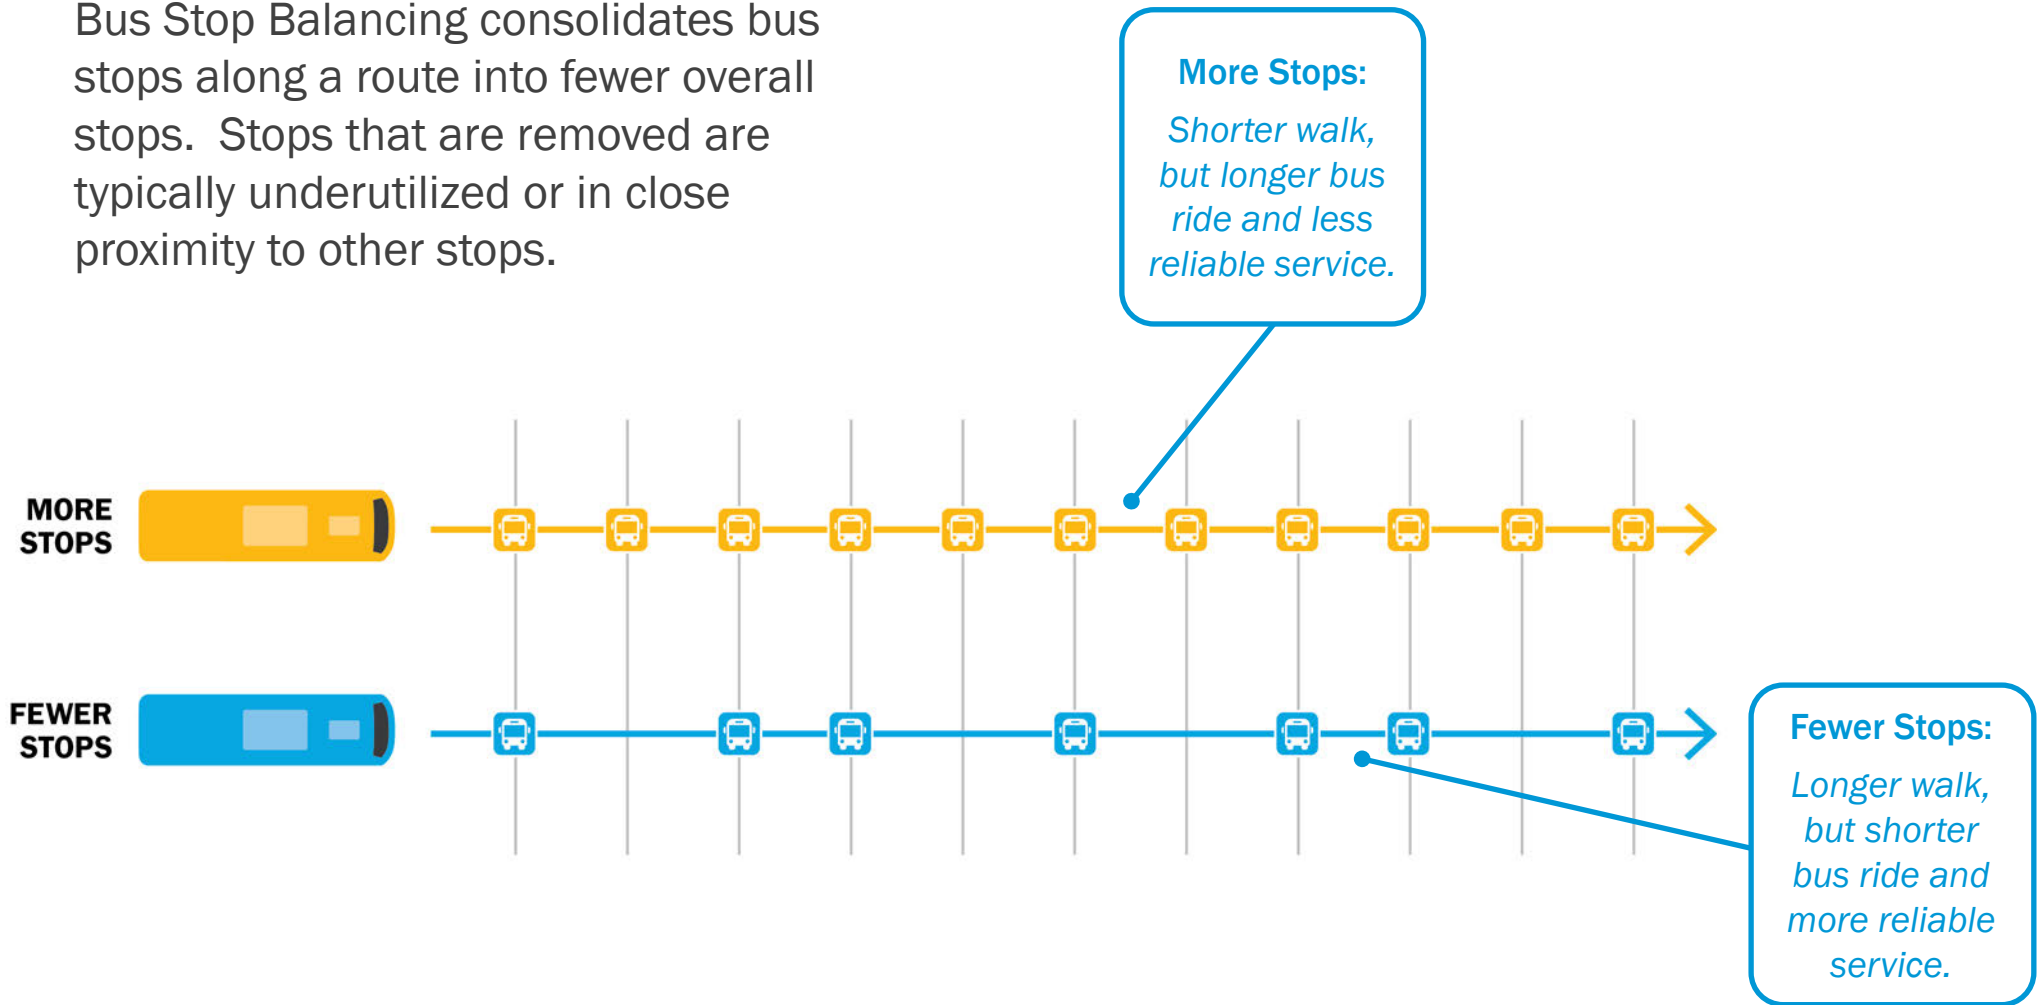 Bus Stop Balancing consolidates bus
stops along a route into fewer overall
stops.  Stops that are removed are
typically underutilized or in close
proximity to other stops.
More Stops:
Shorter walk,
but longer bus
ride and less
reliable service.
MORE
STOPS
FEWER
STOPS
Fewer Stops:
Longer walk,
but shorter
bus ride and
more reliable
service.